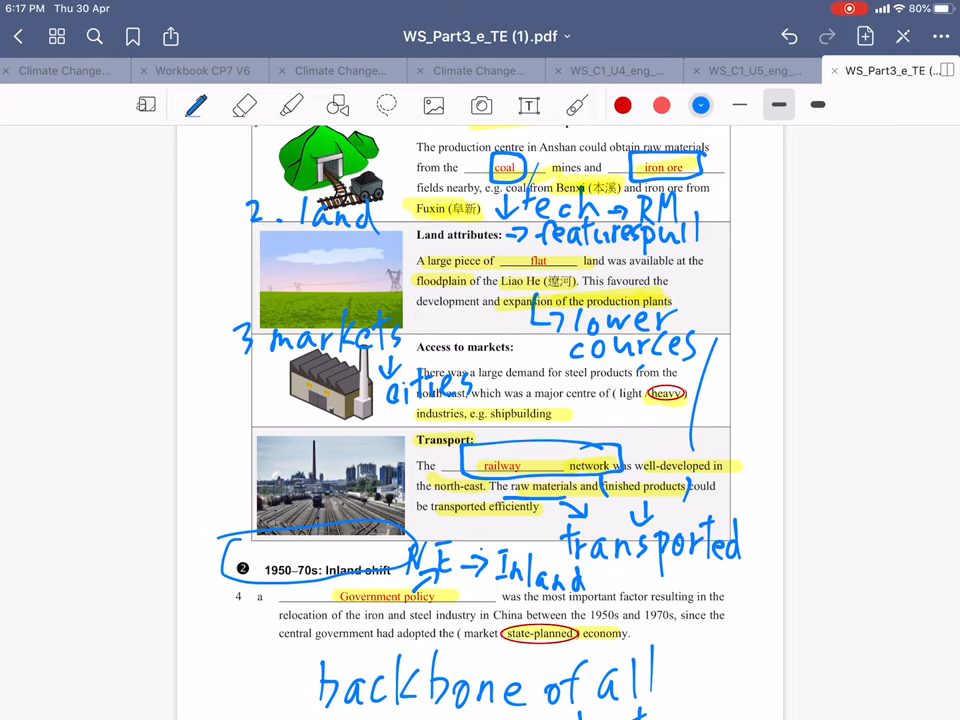 6:17 PM Thu 30 Apr
80%
WS_Part3_e_TE (1).pdf
Climate Change...
Workbook CP7 V6
Climate Change...
Climate Change...
WS_C1_U4_eng_...
WS_C1_U5_eng_...
WS_Part3_e_TE (...
The production centre in Anshan could obtain raw materials
from the coal mines and iron ore
fields nearby, e.g. coal from Benxi (本溪) and iron ore from
Fuxin (阜新)
tech → RM
2. land
Land attributes: → features pull
A large piece of flat land was available at the
floodplain of the Liao He (遼河). This favoured the
development and expansion of the production plants
lower
cources
3 markets
cities
Access to markets:
There was a large demand for steel products from the
north-east, which was a major centre of ( light / heavy )
industries, e.g. shipbuilding
Transport:
The railway network was well-developed in
the north-east. The raw materials and finished products could
be transported efficiently
transported
N.E → Inland
2 1950–70s: Inland shift
4 a Government policy was the most important factor resulting in the
relocation of the iron and steel industry in China between the 1950s and 1970s, since the
central government had adopted the ( market state-planned ) economy.
backbone of all